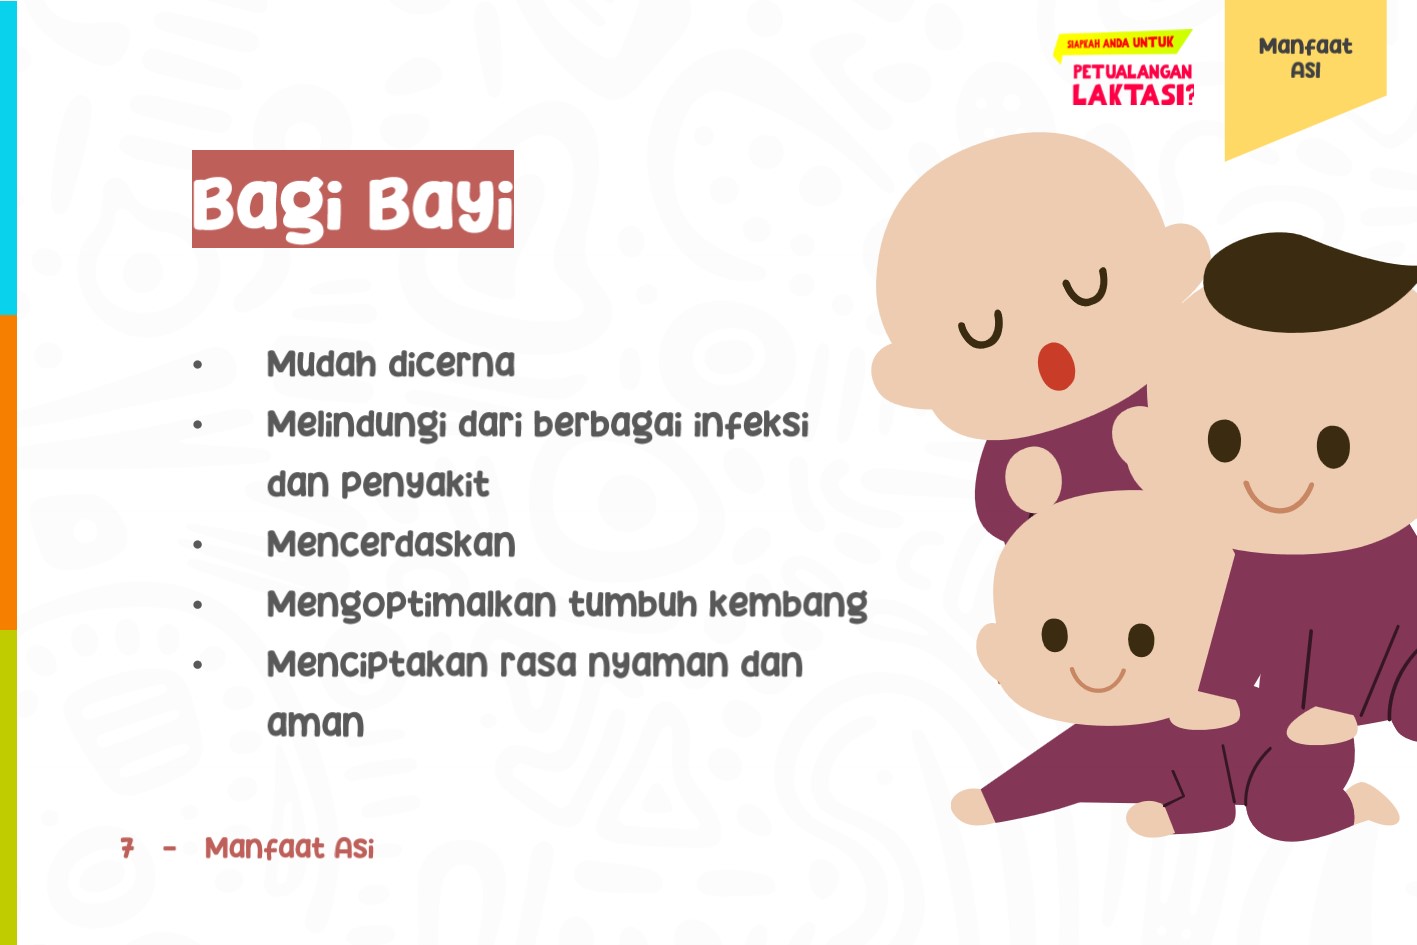 SIAPKAH ANDA UNTUK
PETUALANGAN
LAKTASI?
Manfaat
ASI
Bagi Bayi
• Mudah dicerna
• Melindungi dari berbagai infeksi
dan penyakit
• Mencerdaskan
• Mengoptimalkan tumbuh kembang
• Menciptakan rasa nyaman dan
aman
7 - Manfaat Asi